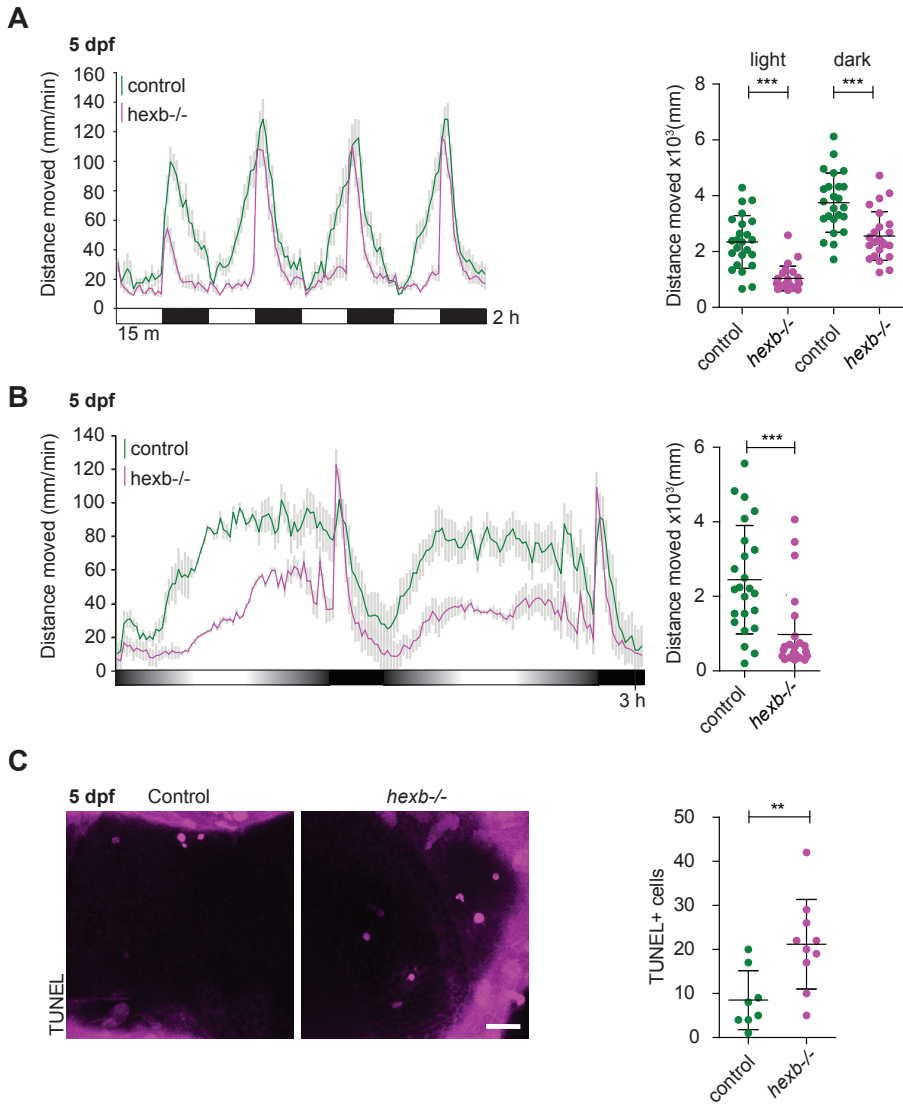 A
5 dpf
control
hexb-/-
Distance moved (mm/min)
160
140
120
100
80
60
40
20
0
15 m
2 h
light
dark
***
***
Distance moved x10³(mm)
8
6
4
2
0
control
hexb-/-
control
hexb-/-
B
5 dpf
control
hexb-/-
Distance moved (mm/min)
140
120
100
80
60
40
20
0
3 h
***
Distance moved x10³(mm)
6
4
2
0
control
hexb-/-
C
5 dpf Control
hexb-/-
TUNEL
**
TUNEL+ cells
50
40
30
20
10
0
control
hexb-/-